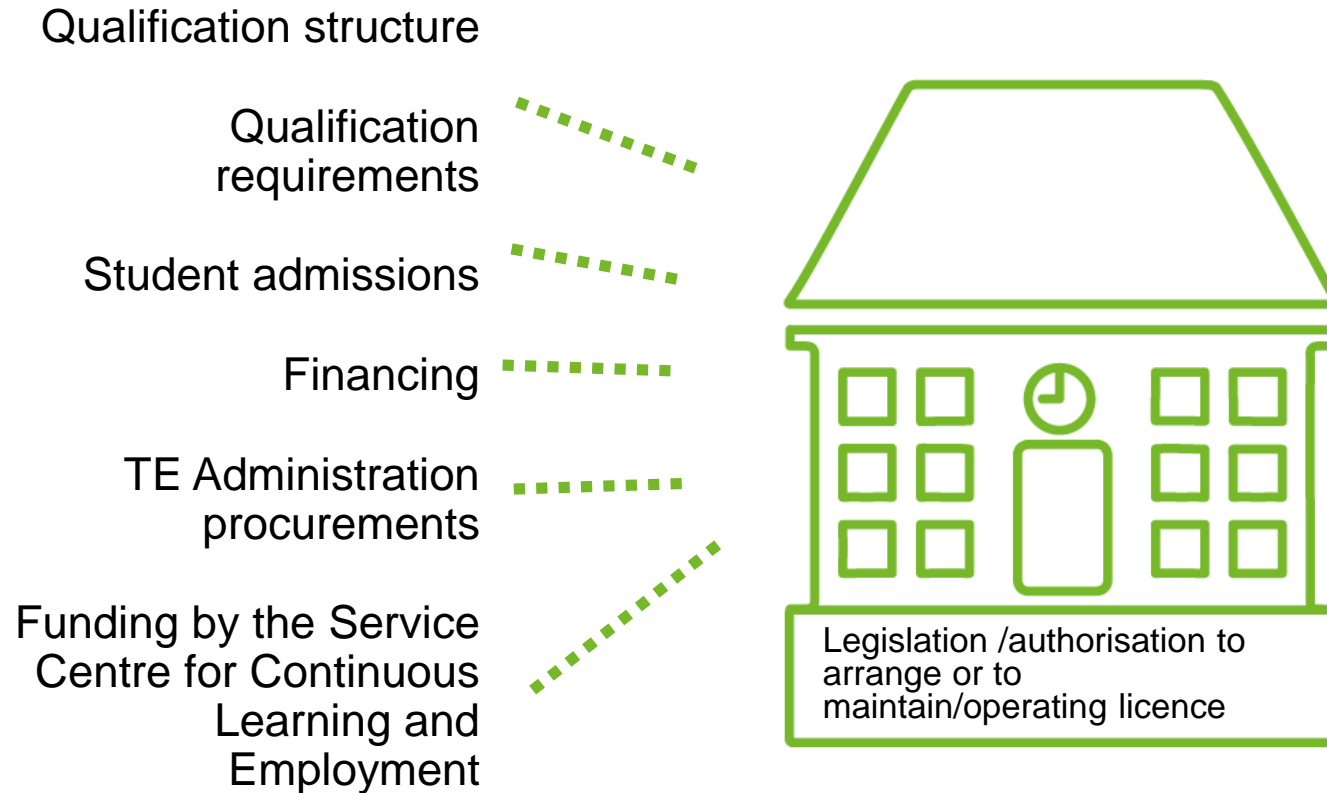 Qualification structure
Qualification
requirements
Student admissions
Financing
TE Administration
procurements
Funding by the Service
Centre for Continuous
Learning and
Employment
Legislation /authorisation to
arrange or to
maintain/operating licence